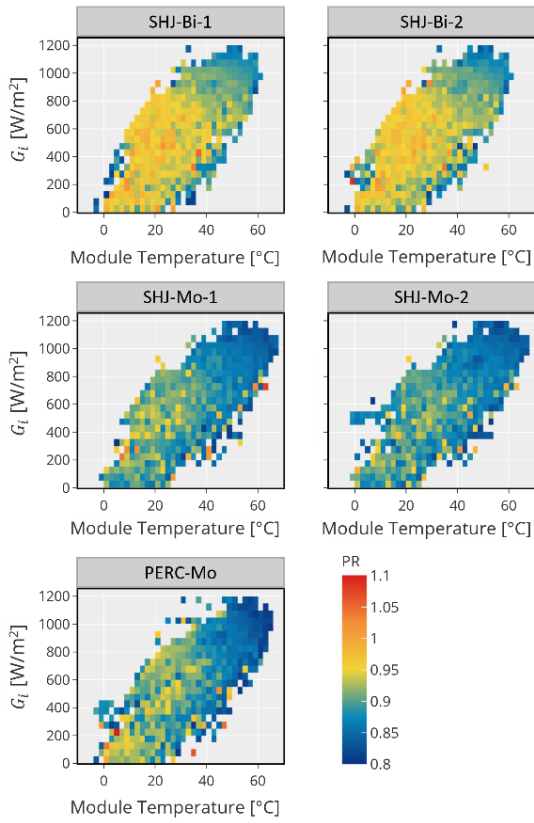 SHJ-Bi-1
SHJ-Bi-2
1200
1000
800
600
400
200
0
G_i [W/m²]
0 20 40 60
0 20 40 60
Module Temperature [°C]
Module Temperature [°C]
SHJ-Mo-1
SHJ-Mo-2
1200
1000
800
600
400
200
0
G_i [W/m²]
0 20 40 60
0 20 40 60
Module Temperature [°C]
Module Temperature [°C]
PERC-Mo
1200
1000
800
600
400
200
0
G_i [W/m²]
0 20 40 60
Module Temperature [°C]
PR
1.1
1.05
1
0.95
0.9
0.85
0.8